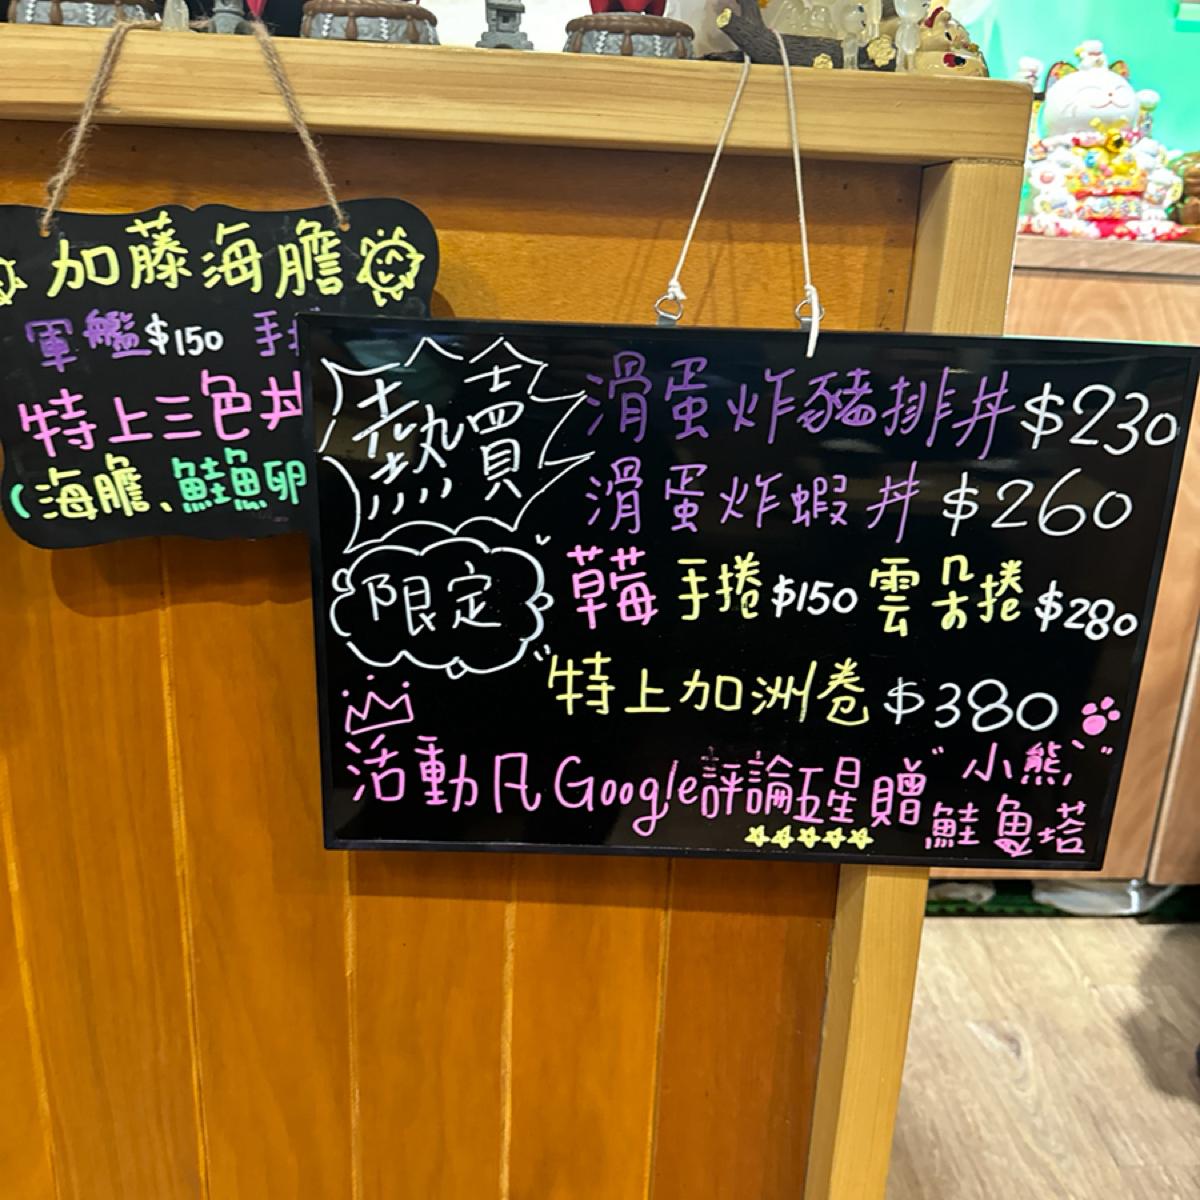 加藤海膽
軍艦$150 手
特上三色丼
(海膽、鮭魚卵
熱賣
滑蛋炸豬排丼$230
滑蛋炸蝦丼$260
限定
草莓手捲$150 雲朵捲$280
特上加洲卷$380
活動凡Google評論五星贈"小熊"
鮭魚塔